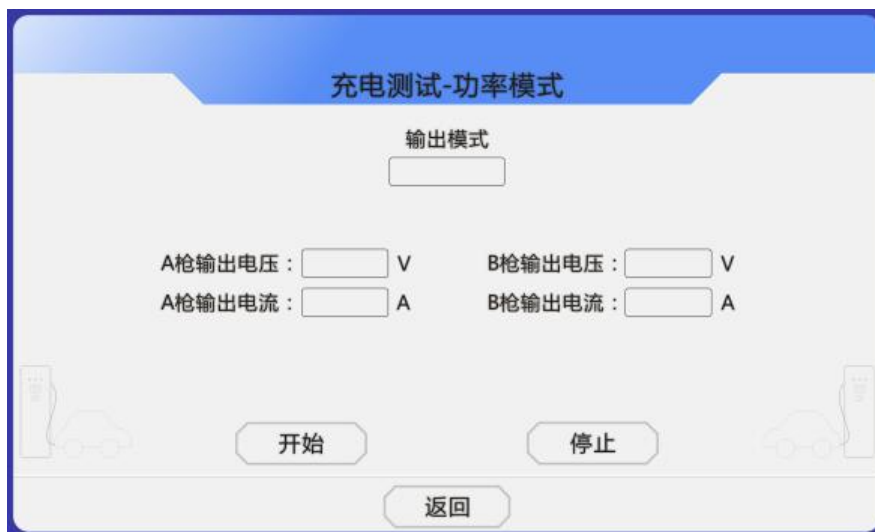 充电测试-功率模式
输出模式
A枪输出电压： V B枪输出电压： V
A枪输出电流： A B枪输出电流： A
开始 停止
返回